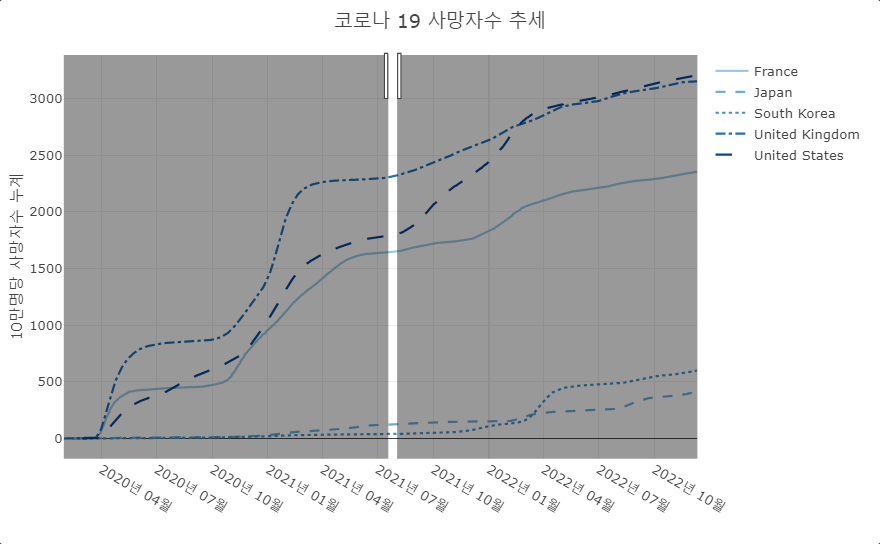 코로나 19 사망자수 추세
10만명당 사망자수 누계
3000
2500
2000
1500
1000
500
0
2020년 04월
2020년 07월
2020년 10월
2021년 01월
2021년 04월
2021년 07월
2021년 10월
2022년 01월
2022년 04월
2022년 07월
2022년 10월
France
Japan
South Korea
United Kingdom
United States